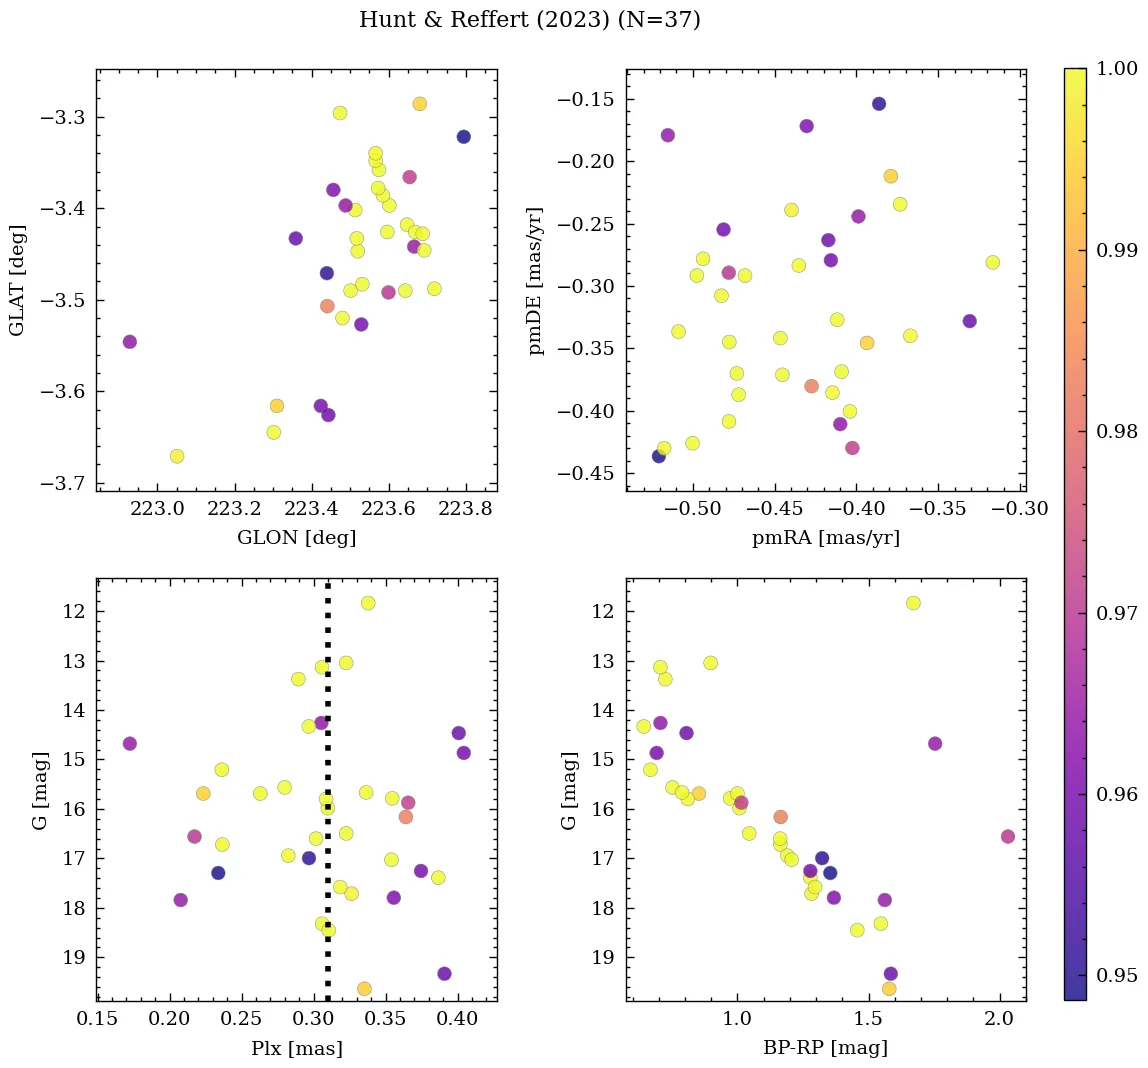 Hunt & Reffert (2023) (N=37)
−3.3
−3.4
−3.5
−3.6
−3.7
GLAT [deg]
223.0 223.2 223.4 223.6 223.8
GLON [deg]
−0.15
−0.20
−0.25
−0.30
−0.35
−0.40
−0.45
pmDE [mas/yr]
−0.50 −0.45 −0.40 −0.35 −0.30
pmRA [mas/yr]
12
13
14
15
16
17
18
19
G [mag]
0.15 0.20 0.25 0.30 0.35 0.40
Plx [mas]
12
13
14
15
16
17
18
19
G [mag]
1.0 1.5 2.0
BP-RP [mag]
1.00
0.99
0.98
0.97
0.96
0.95